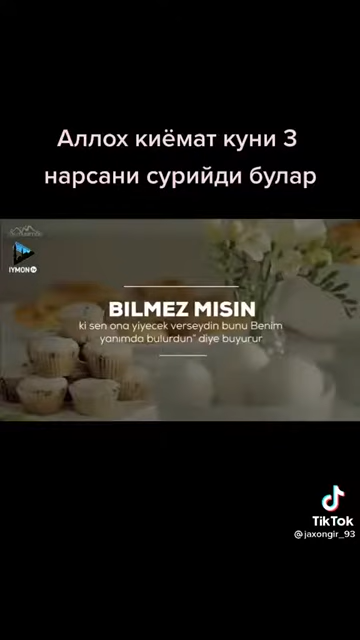 Аллох киёмат куни 3
нарсани сурийди булар
IYMON
BILMEZ MISIN
ki sen ona yiyecek verseydin bunu Benim
yanımda bulurdun" diye buyurur
TikTok
@jaxongir_93